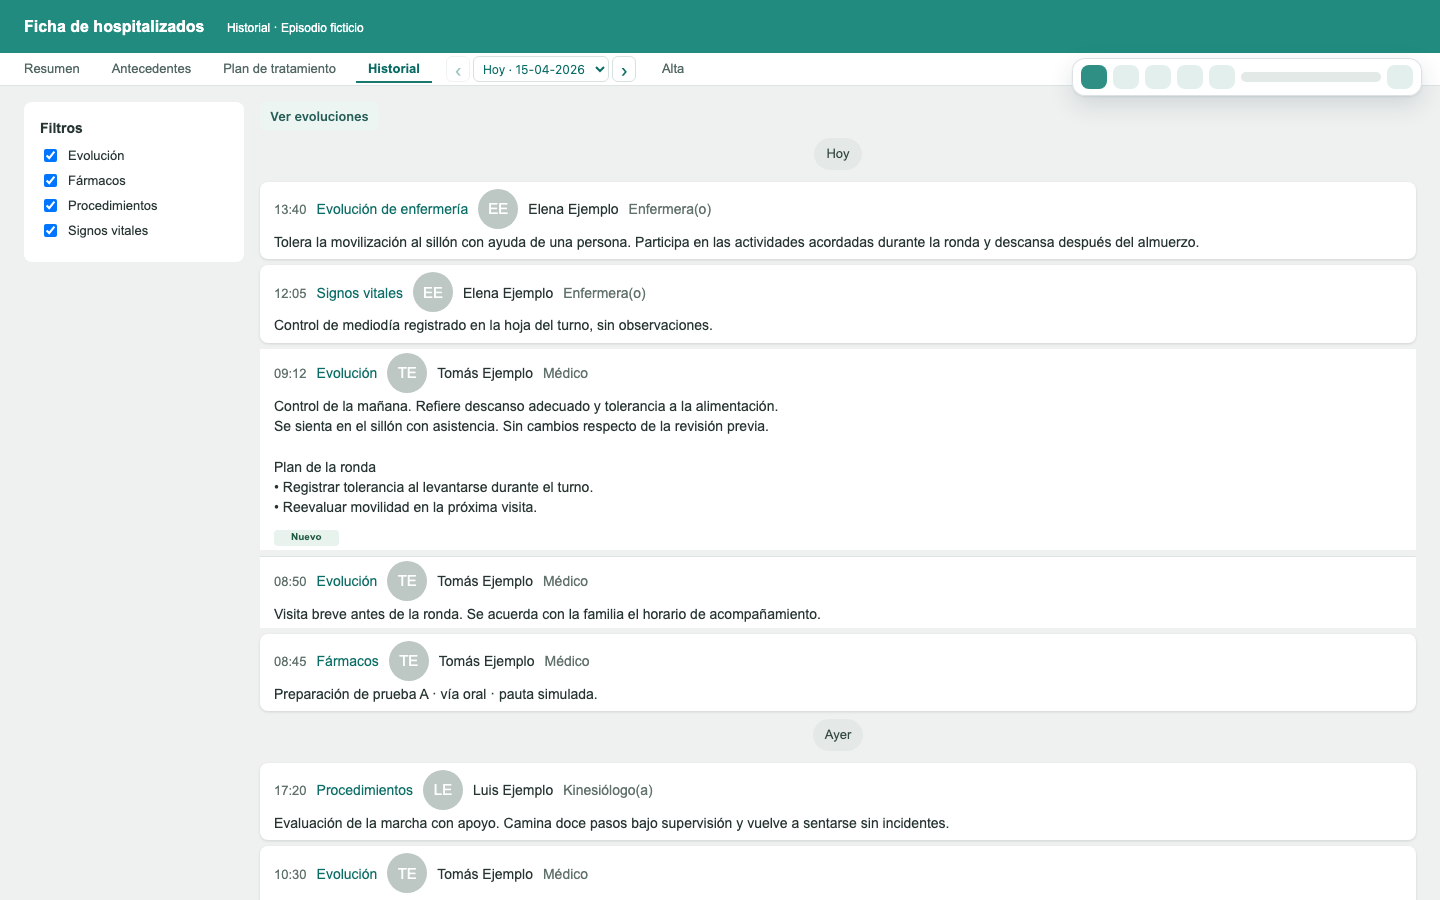 Ficha de hospitalizados Historial · Episodio ficticio
Resumen Antecedentes Plan de tratamiento Historial ‹ Hoy · 15-04-2026 › Alta
Filtros
Evolución
Fármacos
Procedimientos
Signos vitales
Ver evoluciones
Hoy
13:40 Evolución de enfermería EE Elena Ejemplo Enfermera(o)
Tolera la movilización al sillón con ayuda de una persona. Participa en las actividades acordadas durante la ronda y descansa después del almuerzo.
12:05 Signos vitales EE Elena Ejemplo Enfermera(o)
Control de mediodía registrado en la hoja del turno, sin observaciones.
09:12 Evolución TE Tomás Ejemplo Médico
Control de la mañana. Refiere descanso adecuado y tolerancia a la alimentación.
Se sienta en el sillón con asistencia. Sin cambios respecto de la revisión previa.
Plan de la ronda
• Registrar tolerancia al levantarse durante el turno.
• Reevaluar movilidad en la próxima visita.
Nuevo
08:50 Evolución TE Tomás Ejemplo Médico
Visita breve antes de la ronda. Se acuerda con la familia el horario de acompañamiento.
08:45 Fármacos TE Tomás Ejemplo Médico
Preparación de prueba A · vía oral · pauta simulada.
Ayer
17:20 Procedimientos LE Luis Ejemplo Kinesiólogo(a)
Evaluación de la marcha con apoyo. Camina doce pasos bajo supervisión y vuelve a sentarse sin incidentes.
10:30 Evolución TE Tomás Ejemplo Médico